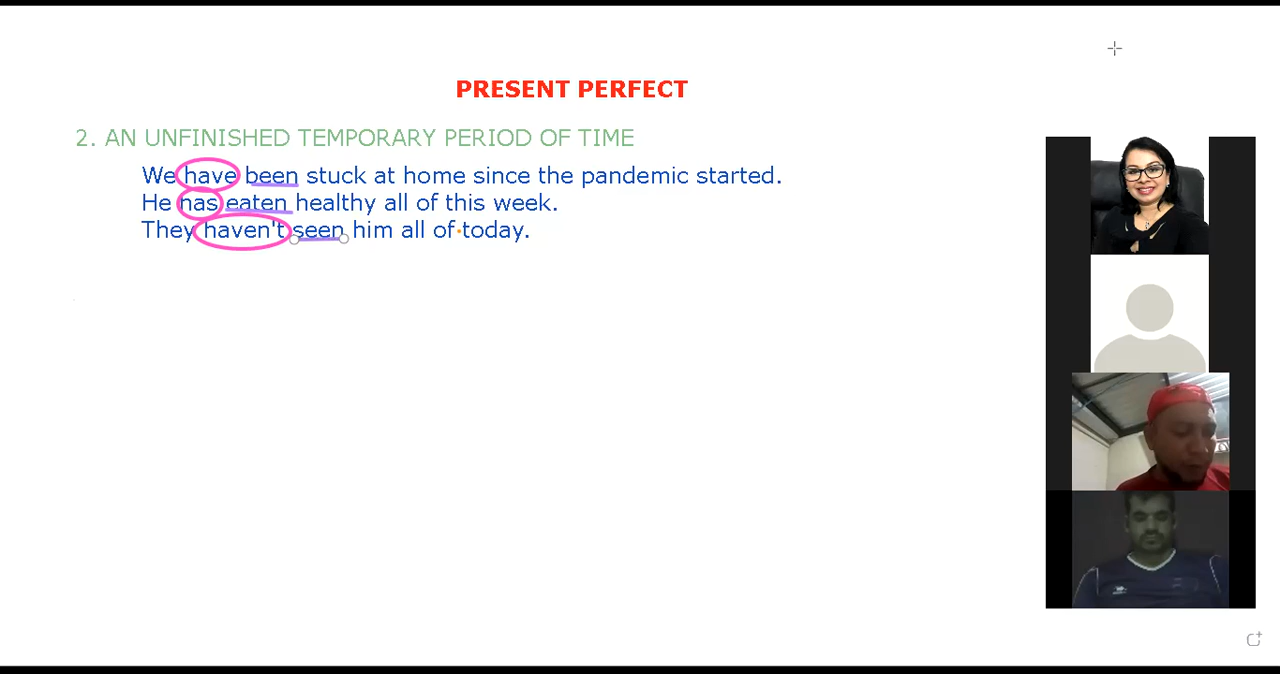 PRESENT PERFECT
2. AN UNFINISHED TEMPORARY PERIOD OF TIME
We have been stuck at home since the pandemic started.
He has eaten healthy all of this week.
They haven't seen him all of today.